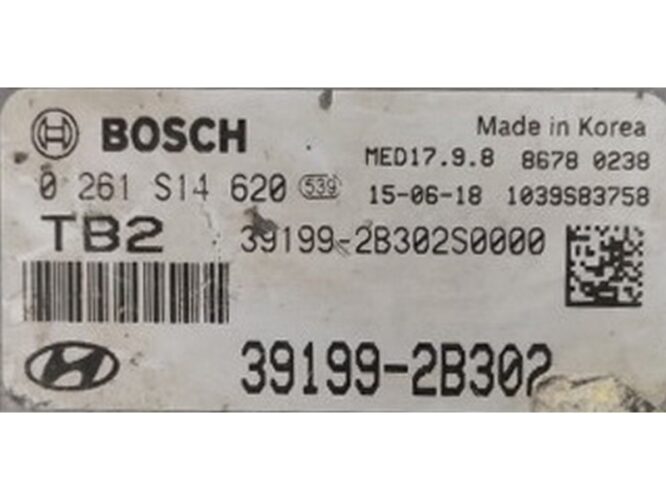 BOSCH
Made in Korea
MED17.9.8 8678 0238
0 261 S14 620 539
15-06-18 1039S83758
TB2 39199-2B302S0000
39199-2B302